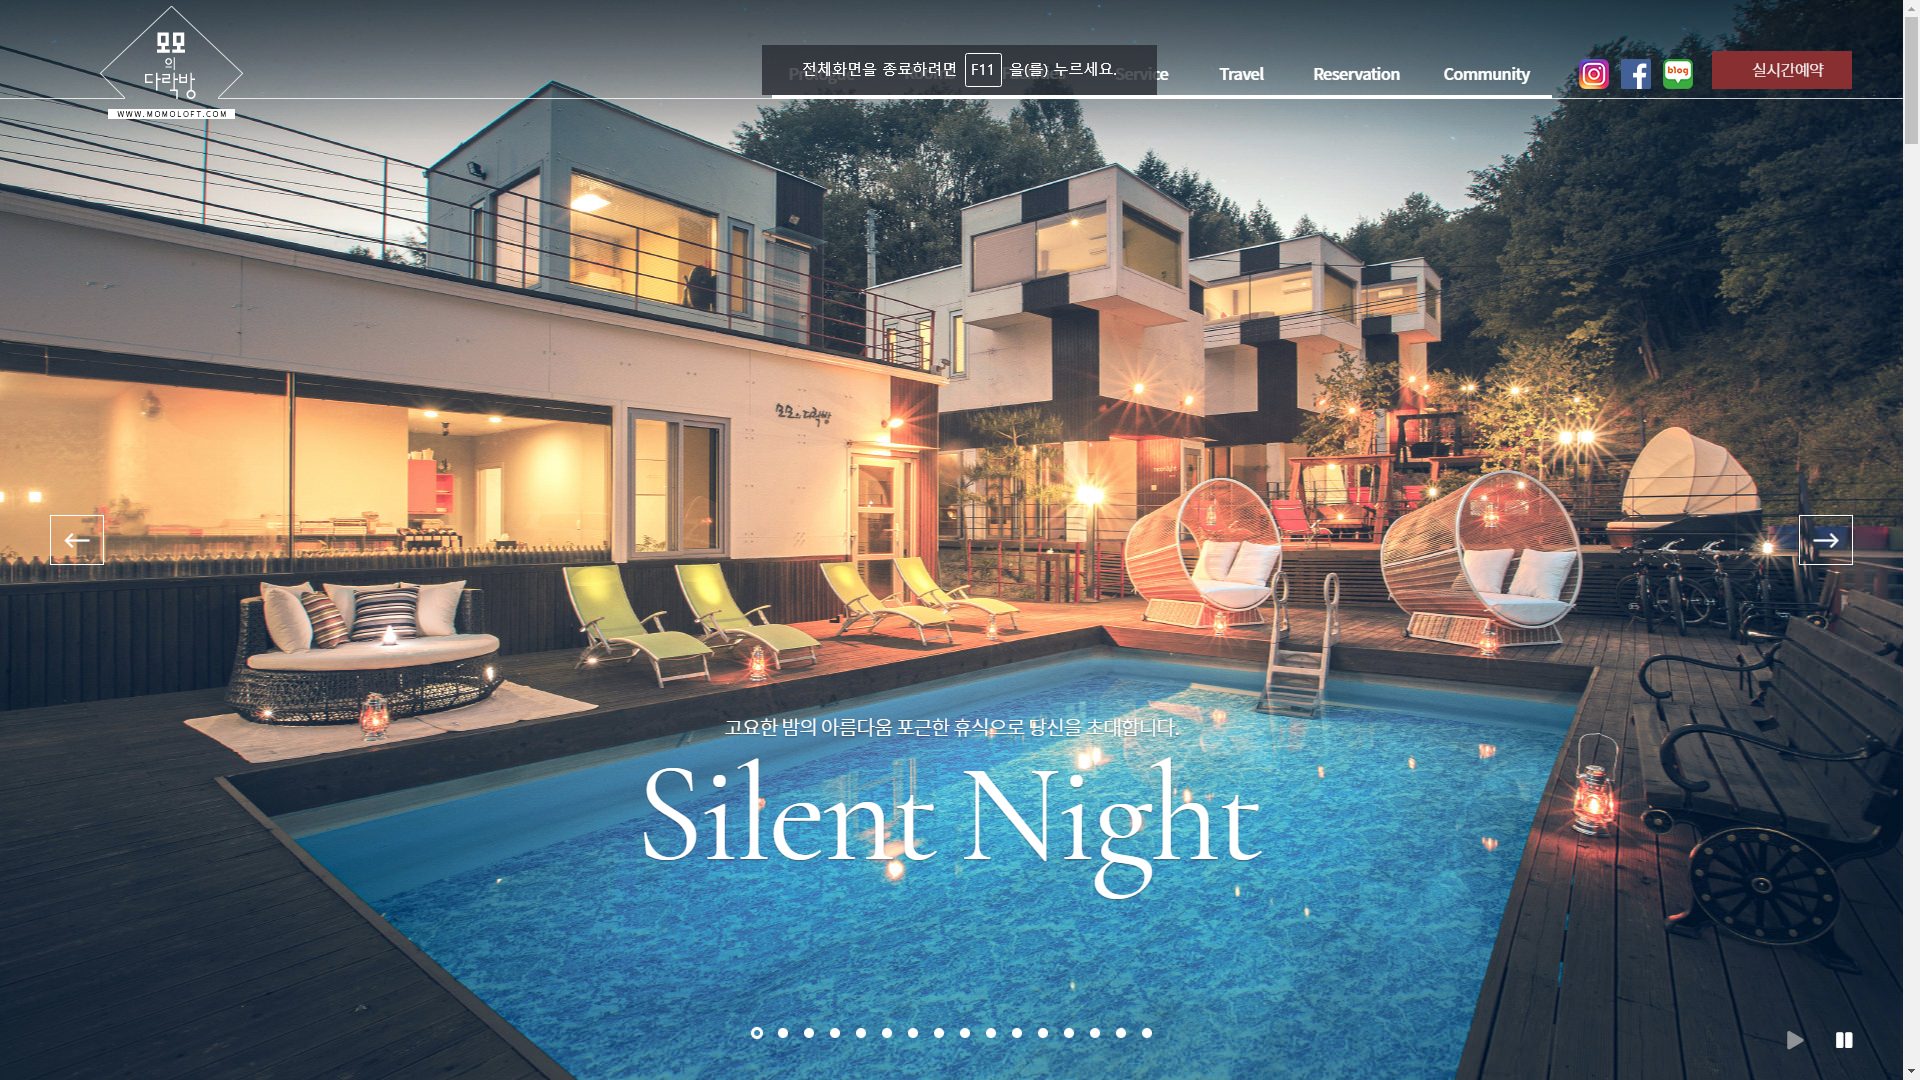 모모
의
다락방
WWW.MOMOLOFT.COM
전체화면을 종료하려면 F11 을(를) 누르세요.
Service
Travel
Reservation
Community
blog
실시간예약
모모의다락방
고요한 밤의 아름다움 포근한 휴식으로 당신을 초대합니다.
Silent Night